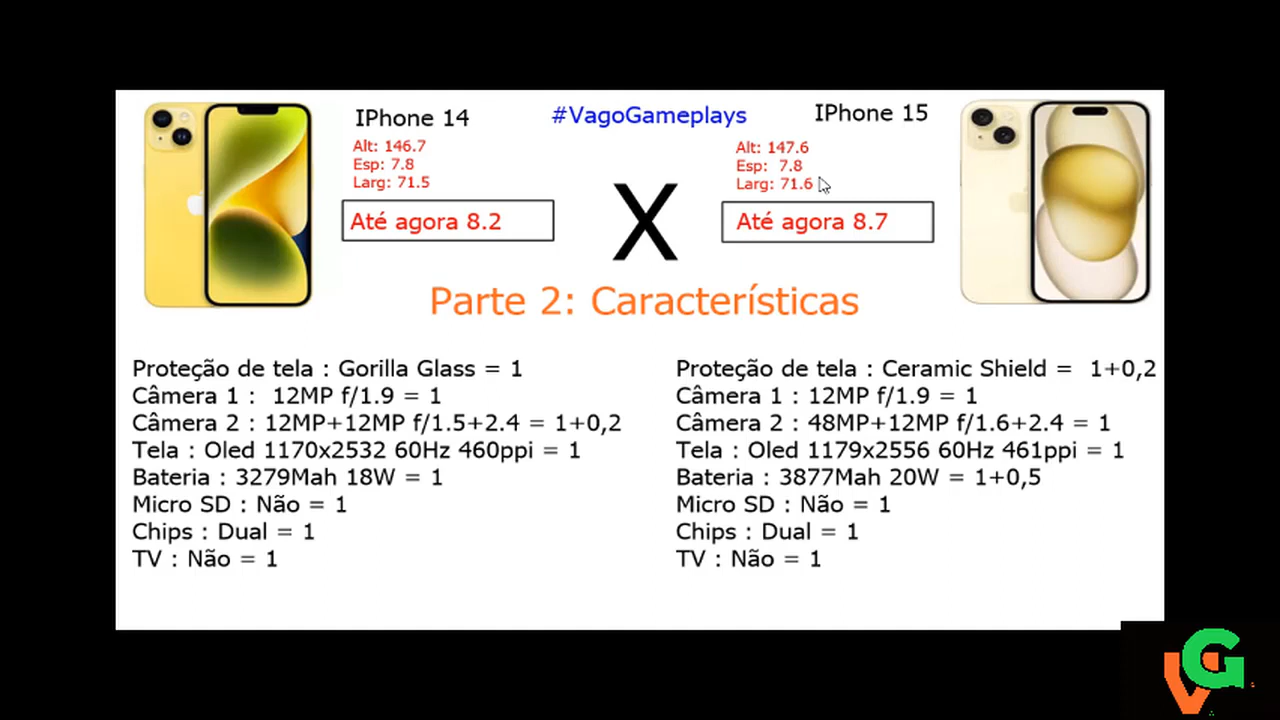 IPhone 14
Alt: 146.7
Esp: 7.8
Larg: 71.5
Até agora 8.2
#VagoGameplays
X
IPhone 15
Alt: 147.6
Esp: 7.8
Larg: 71.6
Até agora 8.7
Parte 2: Características
Proteção de tela : Gorilla Glass = 1
Câmera 1 : 12MP f/1.9 = 1
Câmera 2 : 12MP+12MP f/1.5+2.4 = 1+0,2
Tela : Oled 1170x2532 60Hz 460ppi = 1
Bateria : 3279Mah 18W = 1
Micro SD : Não = 1
Chips : Dual = 1
TV : Não = 1
Proteção de tela : Ceramic Shield = 1+0,2
Câmera 1 : 12MP f/1.9 = 1
Câmera 2 : 48MP+12MP f/1.6+2.4 = 1
Tela : Oled 1179x2556 60Hz 461ppi = 1
Bateria : 3877Mah 20W = 1+0,5
Micro SD : Não = 1
Chips : Dual = 1
TV : Não = 1
VG